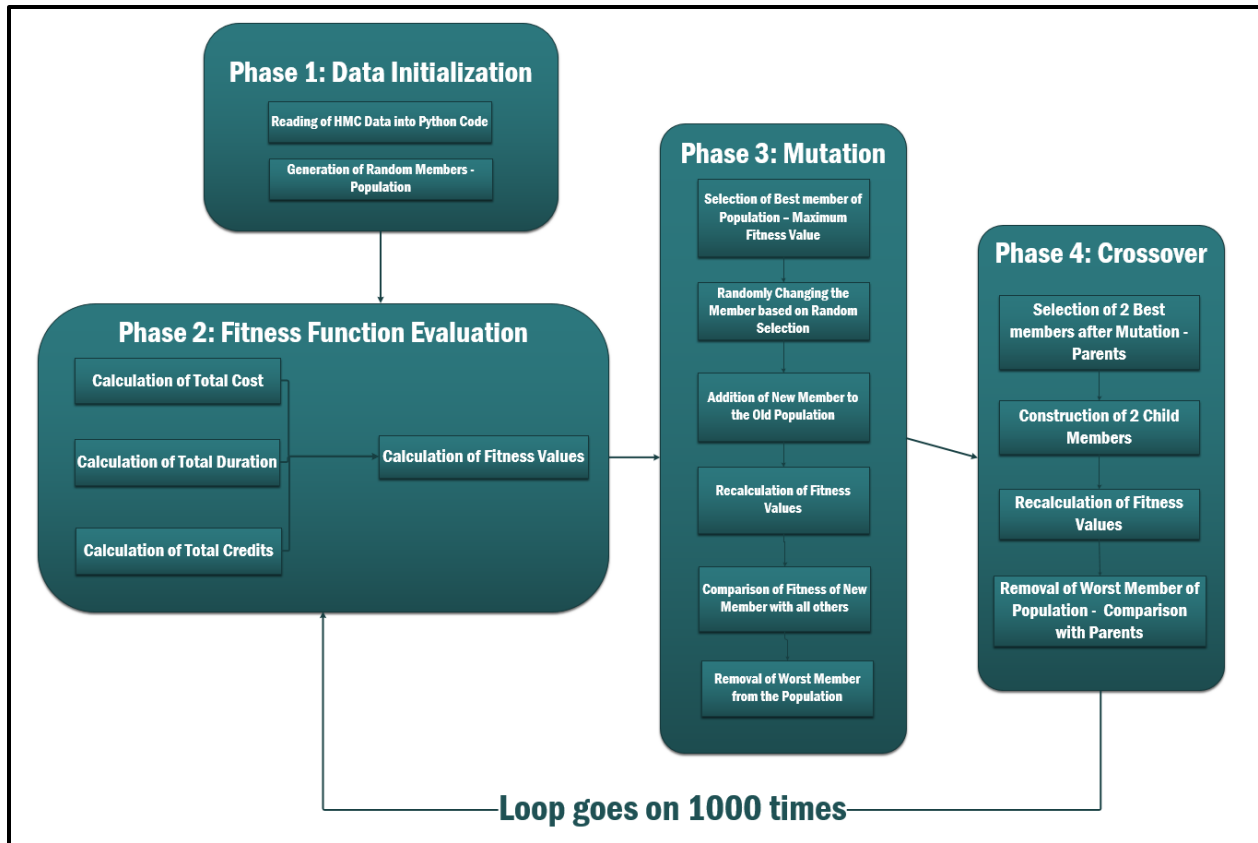 Phase 1: Data Initialization
Reading of HMC Data into Python Code
Generation of Random Members -
Population
Phase 2: Fitness Function Evaluation
Calculation of Total Cost
Calculation of Total Duration
Calculation of Total Credits
Calculation of Fitness Values
Phase 3: Mutation
Selection of Best member of
Population – Maximum
Fitness Value
Randomly Changing the
Member based on Random
Selection
Addition of New Member to
the Old Population
Recalculation of Fitness
Values
Comparison of Fitness of New
Member with all others
Removal of Worst Member
from the Population
Phase 4: Crossover
Selection of 2 Best
members after Mutation -
Parents
Construction of 2 Child
Members
Recalculation of Fitness
Values
Removal of Worst Member of
Population - Comparison
with Parents
Loop goes on 1000 times